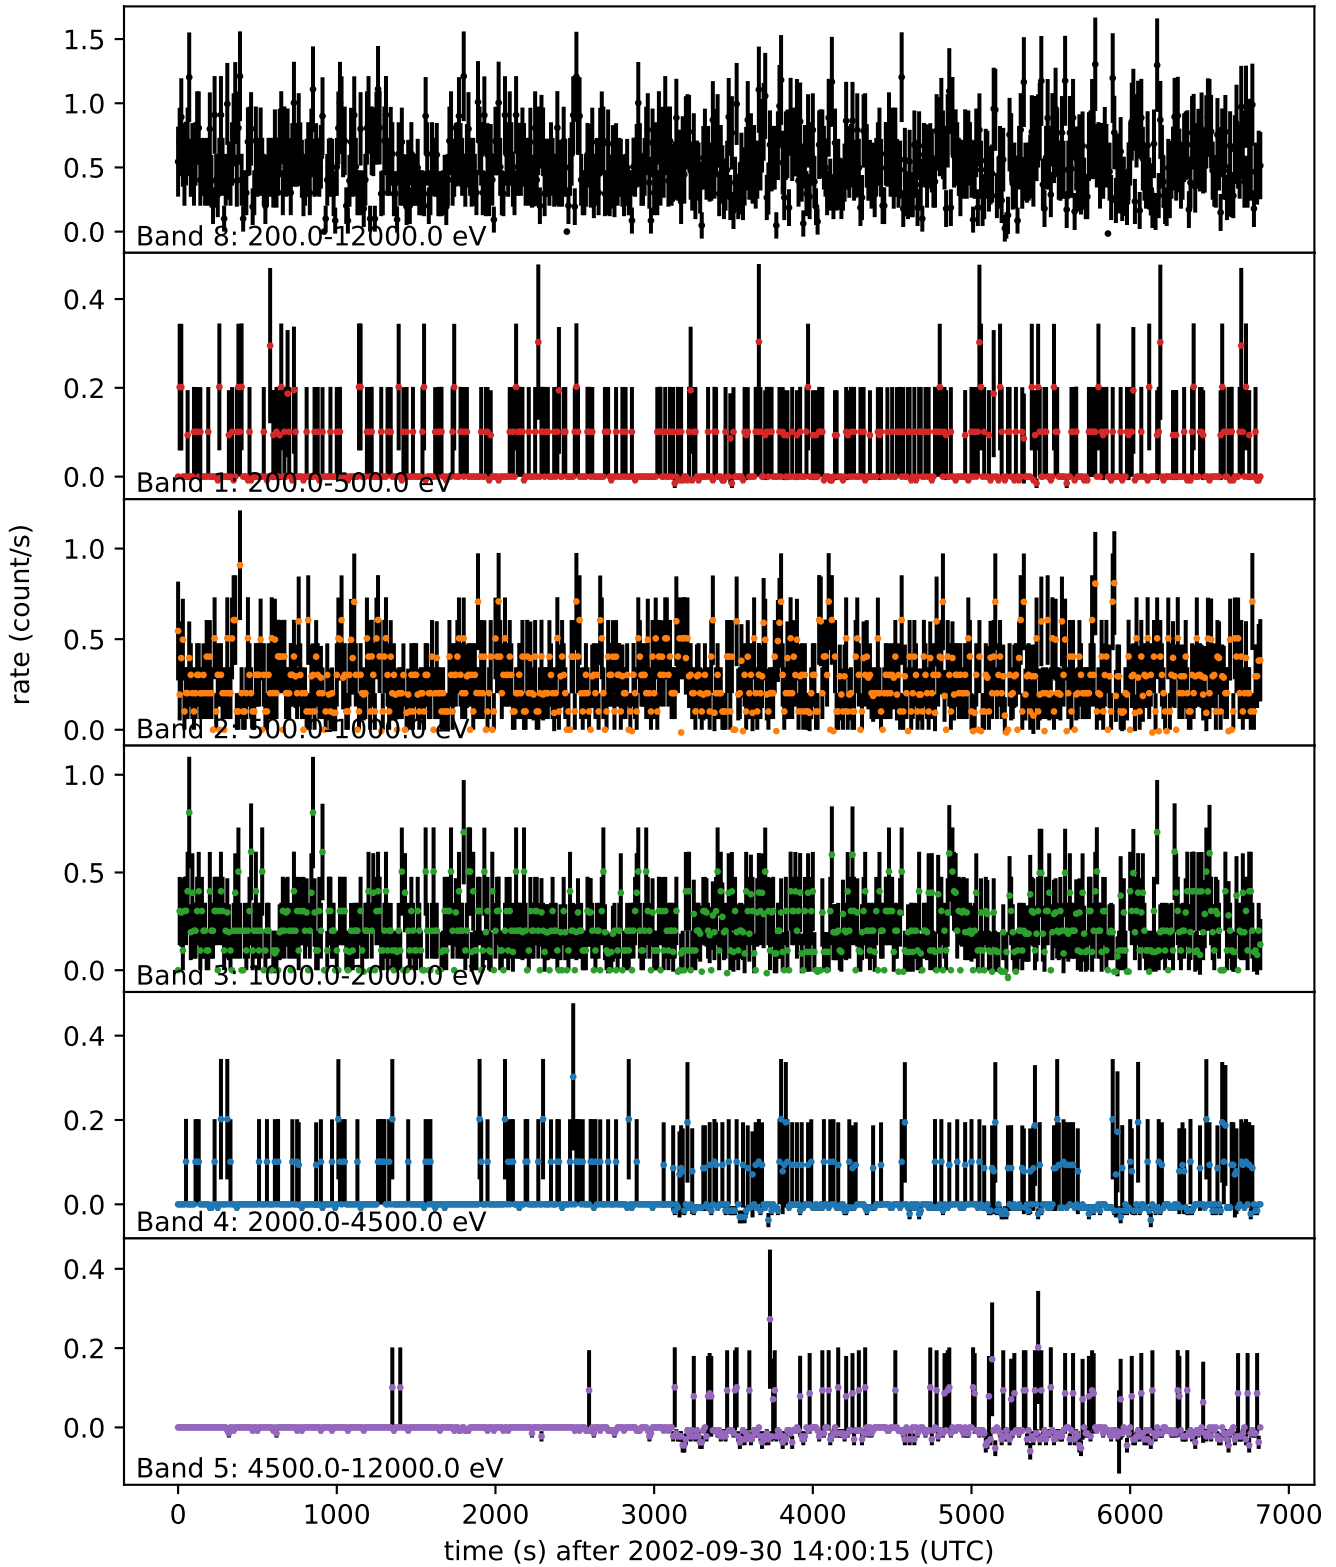 1.5
1.0
0.5
0.0
Band 8: 200.0-12000.0 eV
0.4
0.2
0.0
Band 1: 200.0-500.0 eV
1.0
0.5
0.0
Band 2: 500.0-1000.0 eV
rate (count/s)
1.0
0.5
0.0
Band 3: 1000.0-2000.0 eV
0.4
0.2
0.0
Band 4: 2000.0-4500.0 eV
0.4
0.2
0.0
Band 5: 4500.0-12000.0 eV
0 1000 2000 3000 4000 5000 6000 7000
time (s) after 2002-09-30 14:00:15 (UTC)